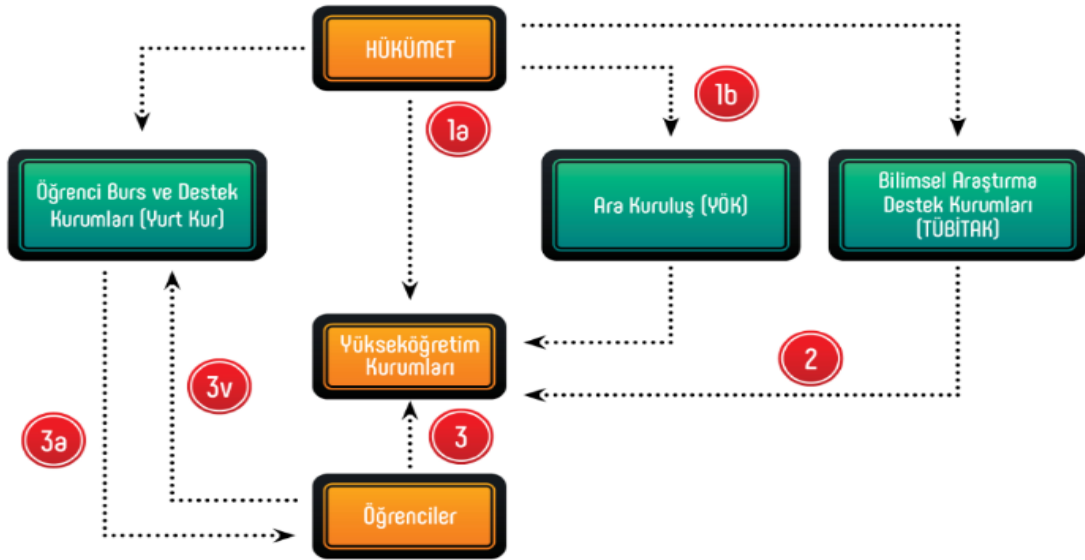 HÜKÜMET
1a
1b
Öğrenci Burs ve Destek
Kurumları (Yurt Kur)
Ara Kuruluş (YÖK)
Bilimsel Araştırma
Destek Kurumları
(TÜBİTAK)
Yükseköğretim
Kurumları
2
3v
3a
3
Öğrenciler